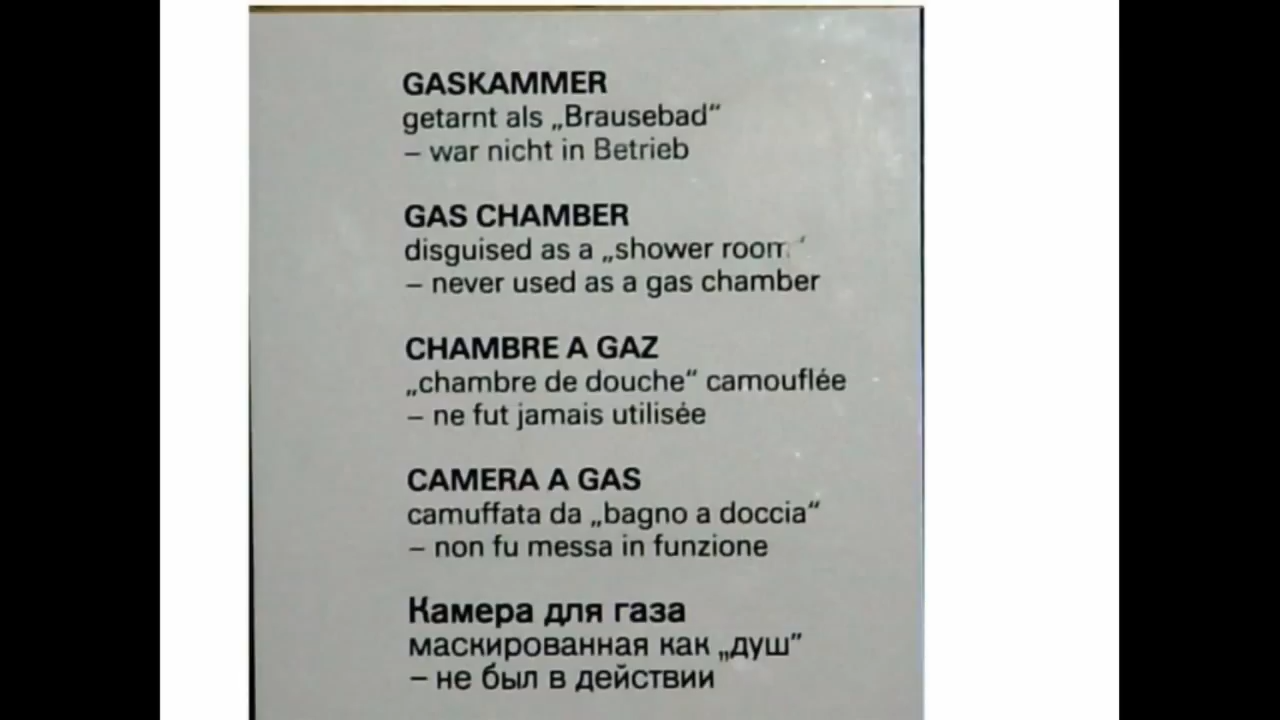 GASKAMMER
getarnt als „Brausebad“
– war nicht in Betrieb
GAS CHAMBER
disguised as a „shower room“
– never used as a gas chamber
CHAMBRE A GAZ
„chambre de douche“ camouflée
– ne fut jamais utilisée
CAMERA A GAS
camuffata da „bagno a doccia“
– non fu messa in funzione
Камера для газа
маскированная как „душ”
– не был в действии